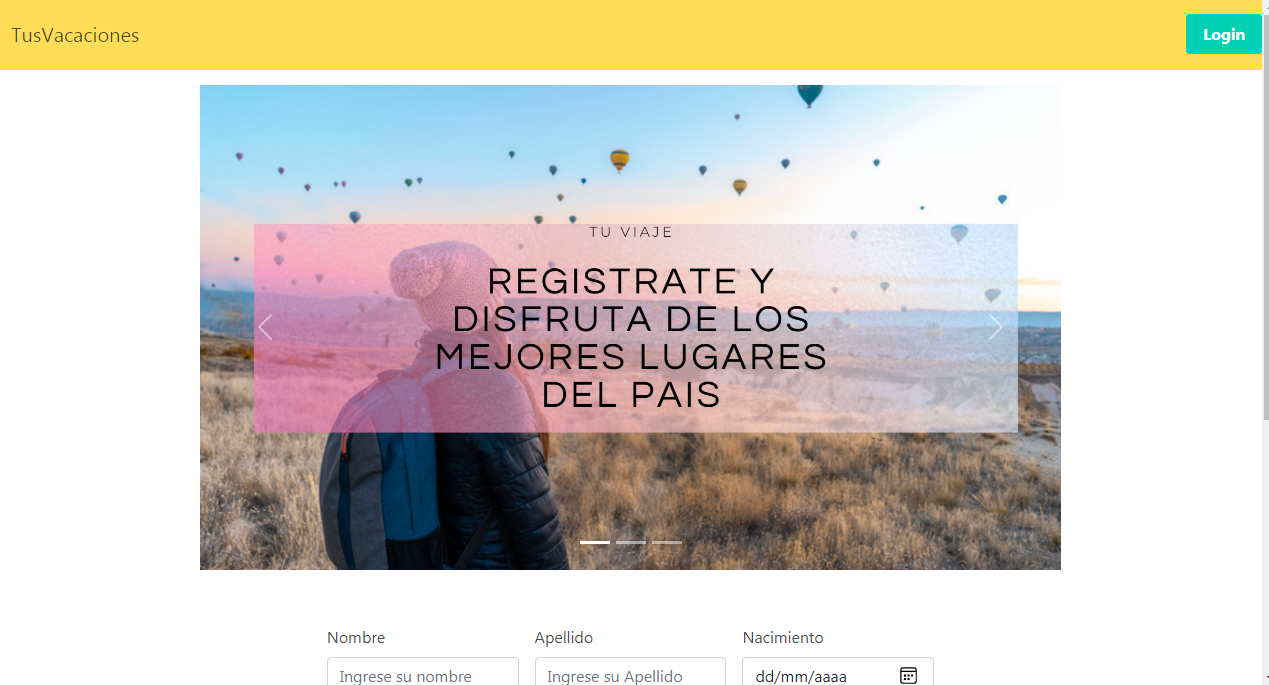 TusVacaciones
Login
TU VIAJE
REGISTRATE Y
DISFRUTA DE LOS
MEJORES LUGARES
DEL PAIS
Nombre
Apellido
Nacimiento
Ingrese su nombre
Ingrese su Apellido
dd/mm/aaaa